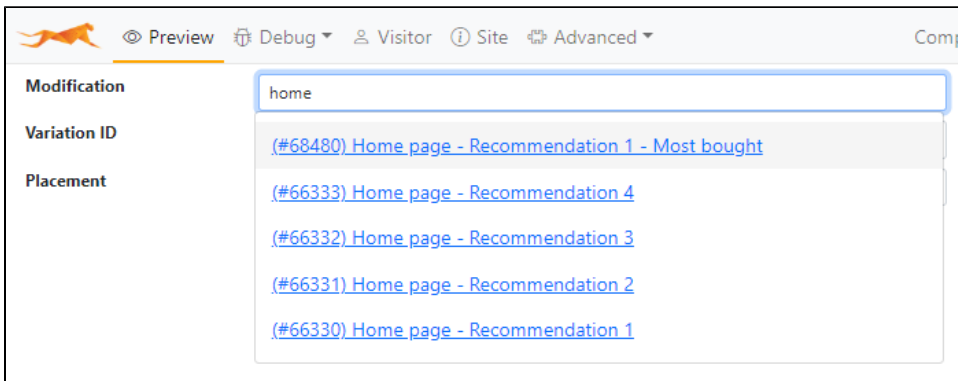 Preview Debug Visitor Site Advanced Comp
Modification home
Variation ID
(#68480) Home page - Recommendation 1 - Most bought
Placement
(#66333) Home page - Recommendation 4
(#66332) Home page - Recommendation 3
(#66331) Home page - Recommendation 2
(#66330) Home page - Recommendation 1